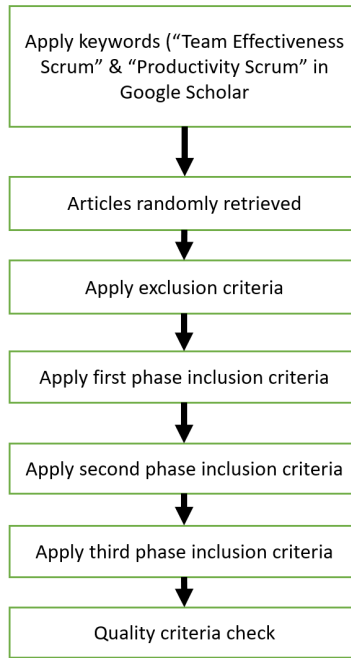 Apply keywords (“Team Effectiveness
Scrum” & “Productivity Scrum” in
Google Scholar
Articles randomly retrieved
Apply exclusion criteria
Apply first phase inclusion criteria
Apply second phase inclusion criteria
Apply third phase inclusion criteria
Quality criteria check